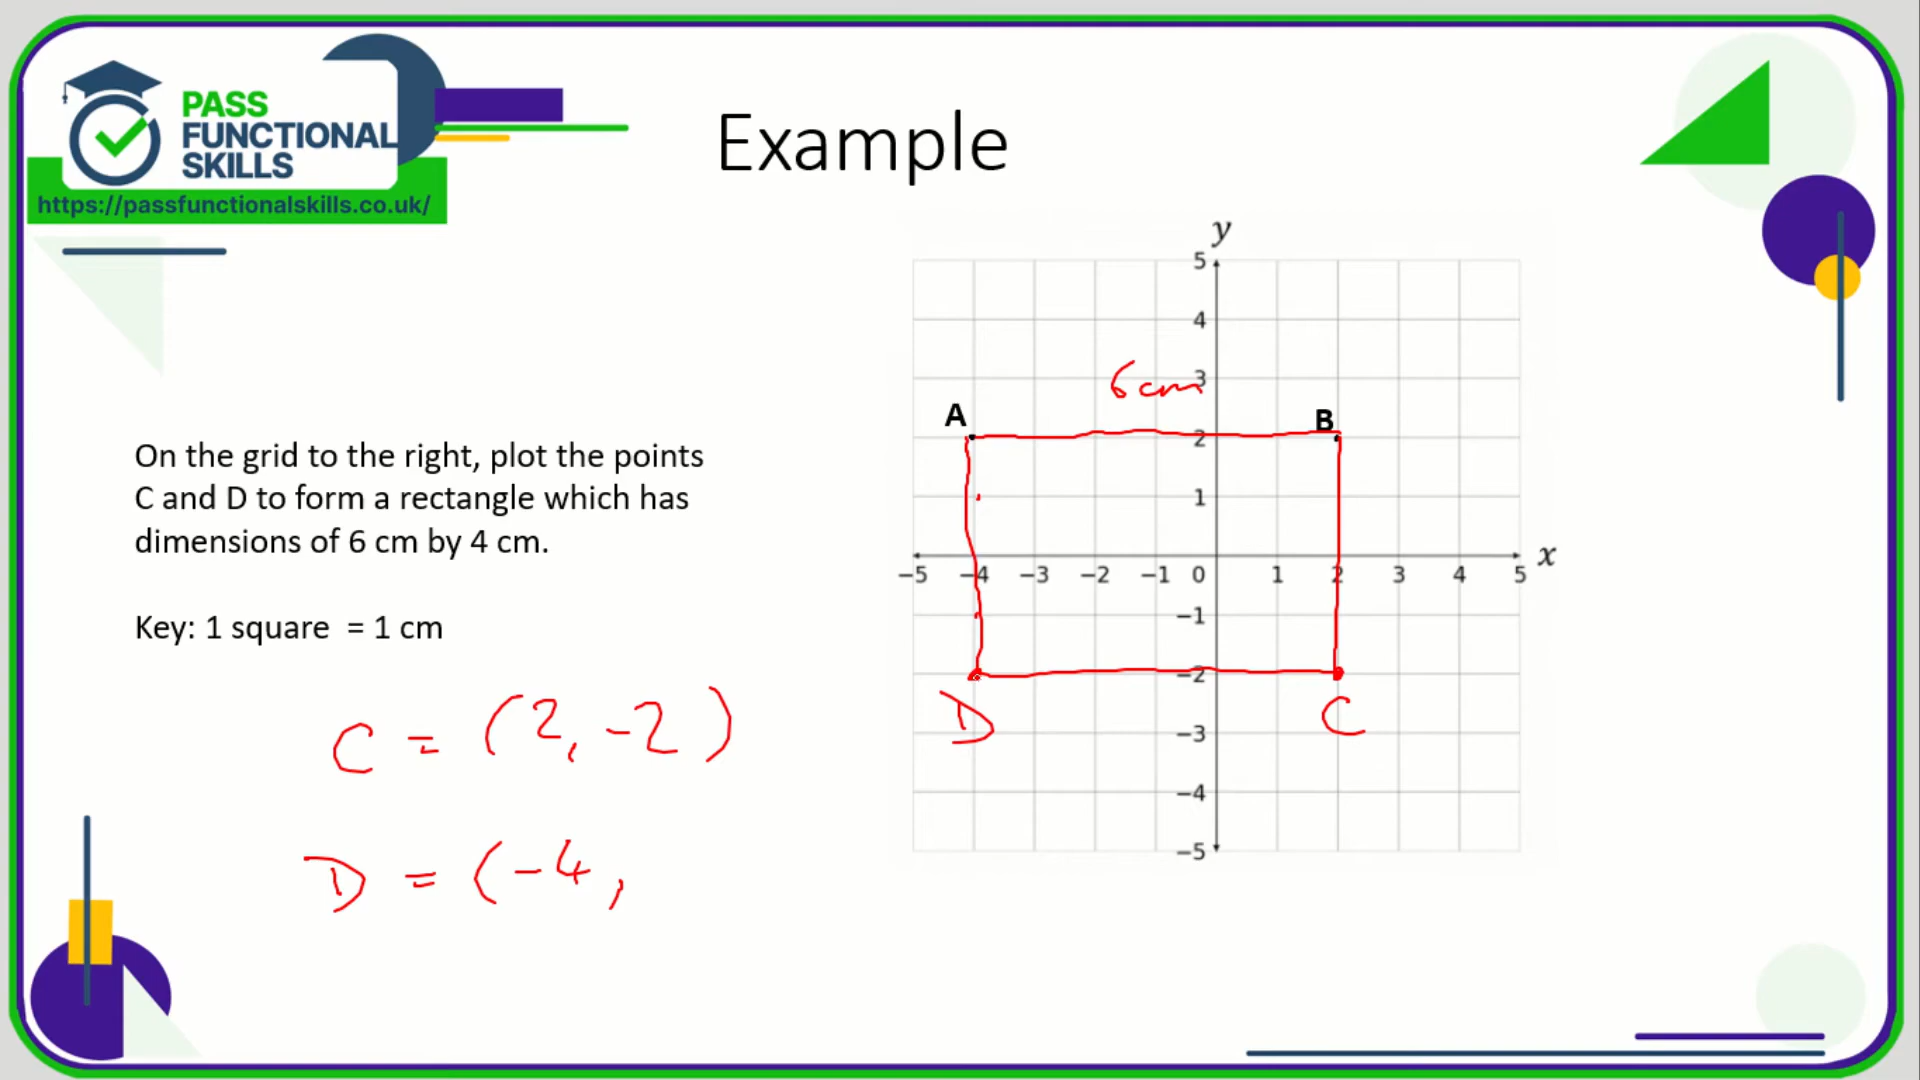 PASS
FUNCTIONAL
SKILLS
https://passfunctionalskills.co.uk/
Example
On the grid to the right, plot the points
C and D to form a rectangle which has
dimensions of 6 cm by 4 cm.
Key: 1 square = 1 cm
C = (2, -2)
D = (-4,
y
5
4
3
6cm
A
B
2
1
x
−5 −4 −3 −2 −1 0 1 2 3 4 5
−1
−2
D
C
−3
−4
−5